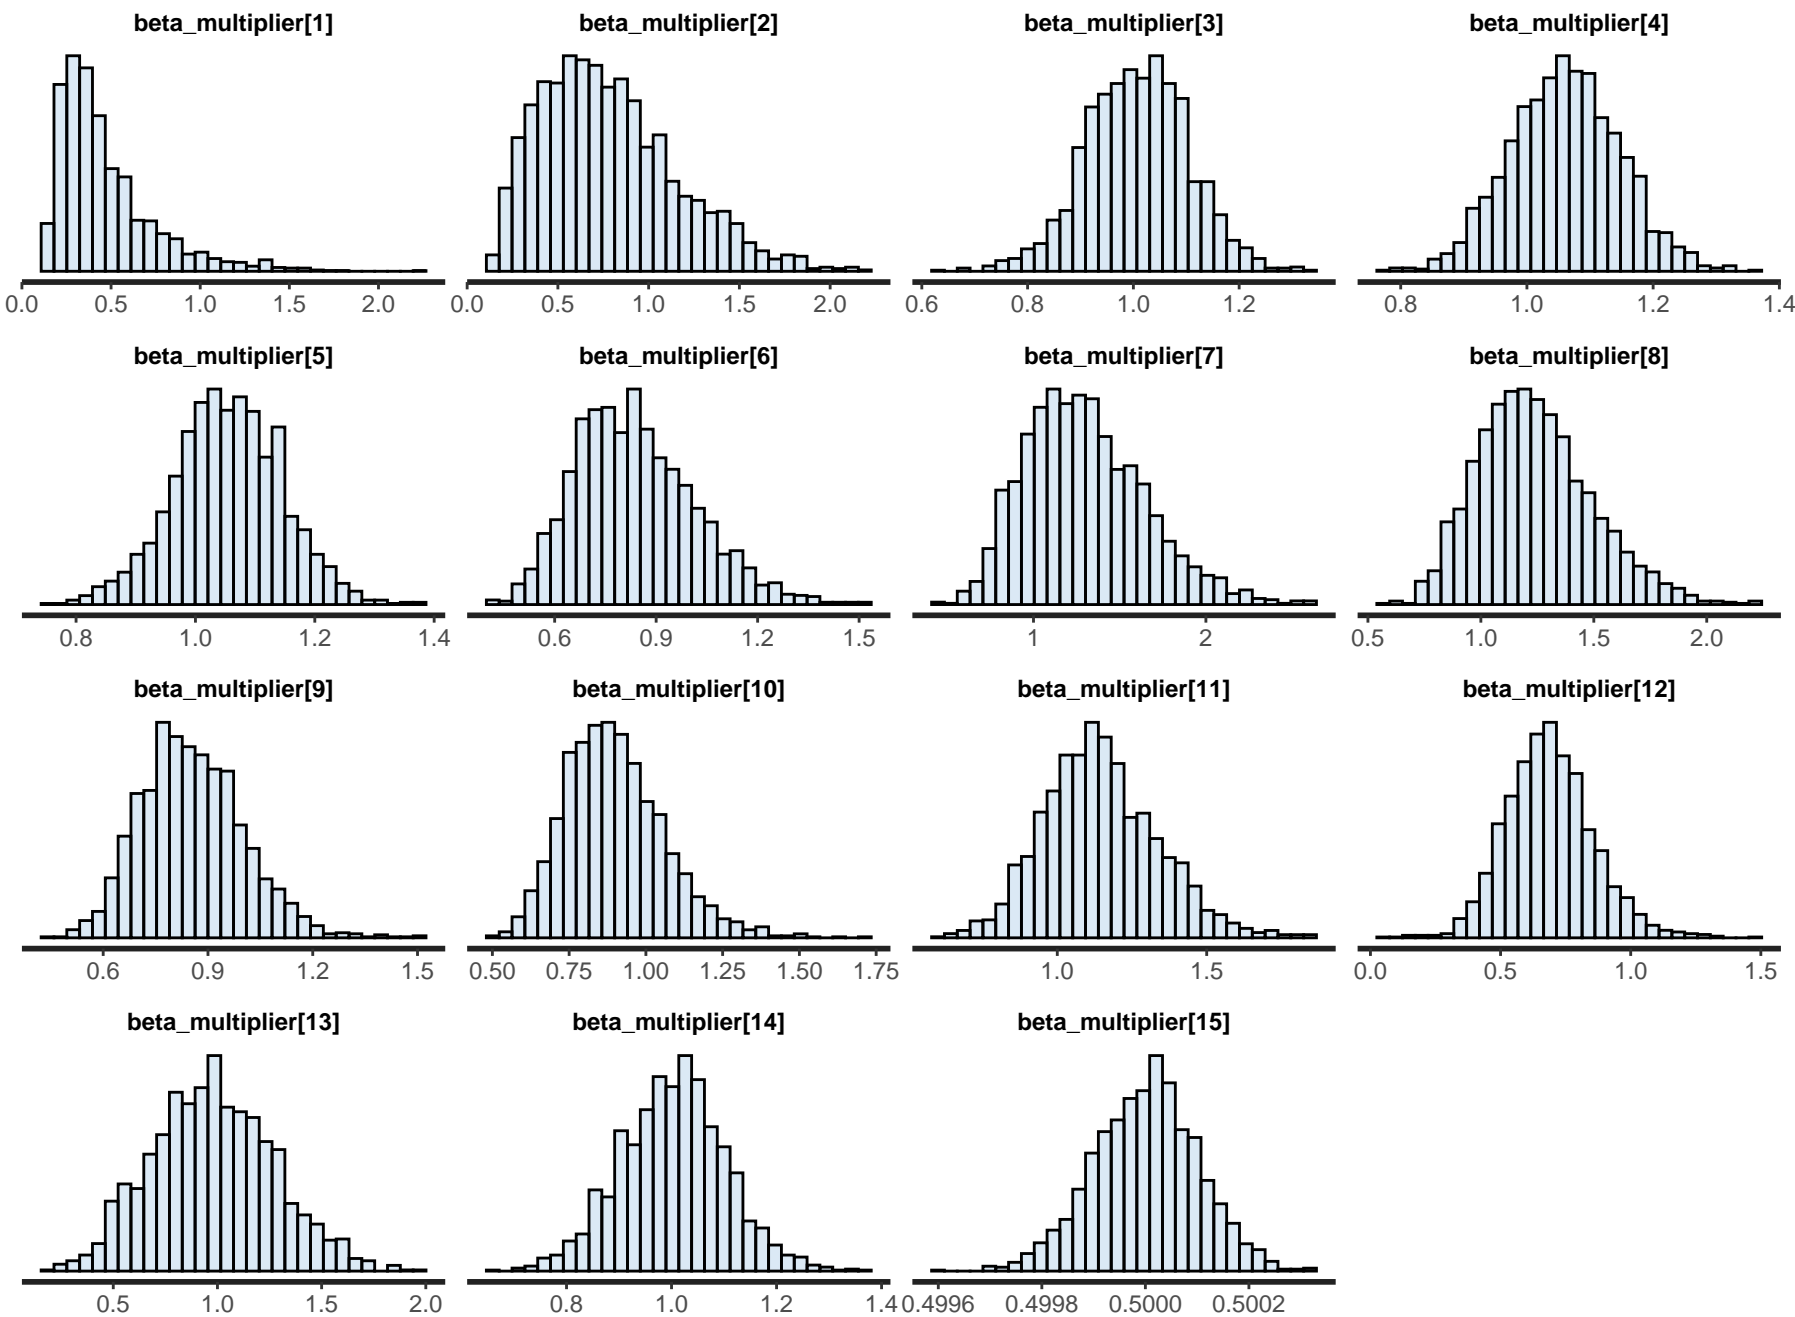 beta_multiplier[1] beta_multiplier[2] beta_multiplier[3] beta_multiplier[4]
0.0 0.5 1.0 1.5 2.0 0.0 0.5 1.0 1.5 2.0 0.6 0.8 1.0 1.2 0.8 1.0 1.2 1.4
beta_multiplier[5] beta_multiplier[6] beta_multiplier[7] beta_multiplier[8]
0.8 1.0 1.2 1.4 0.6 0.9 1.2 1.5 1 2 0.5 1.0 1.5 2.0
beta_multiplier[9] beta_multiplier[10] beta_multiplier[11] beta_multiplier[12]
0.6 0.9 1.2 1.5 0.50 0.75 1.00 1.25 1.50 1.75 1.0 1.5 0.0 0.5 1.0 1.5
beta_multiplier[13] beta_multiplier[14] beta_multiplier[15]
0.5 1.0 1.5 2.0 0.8 1.0 1.2 1.4 0.4996 0.4998 0.5000 0.5002